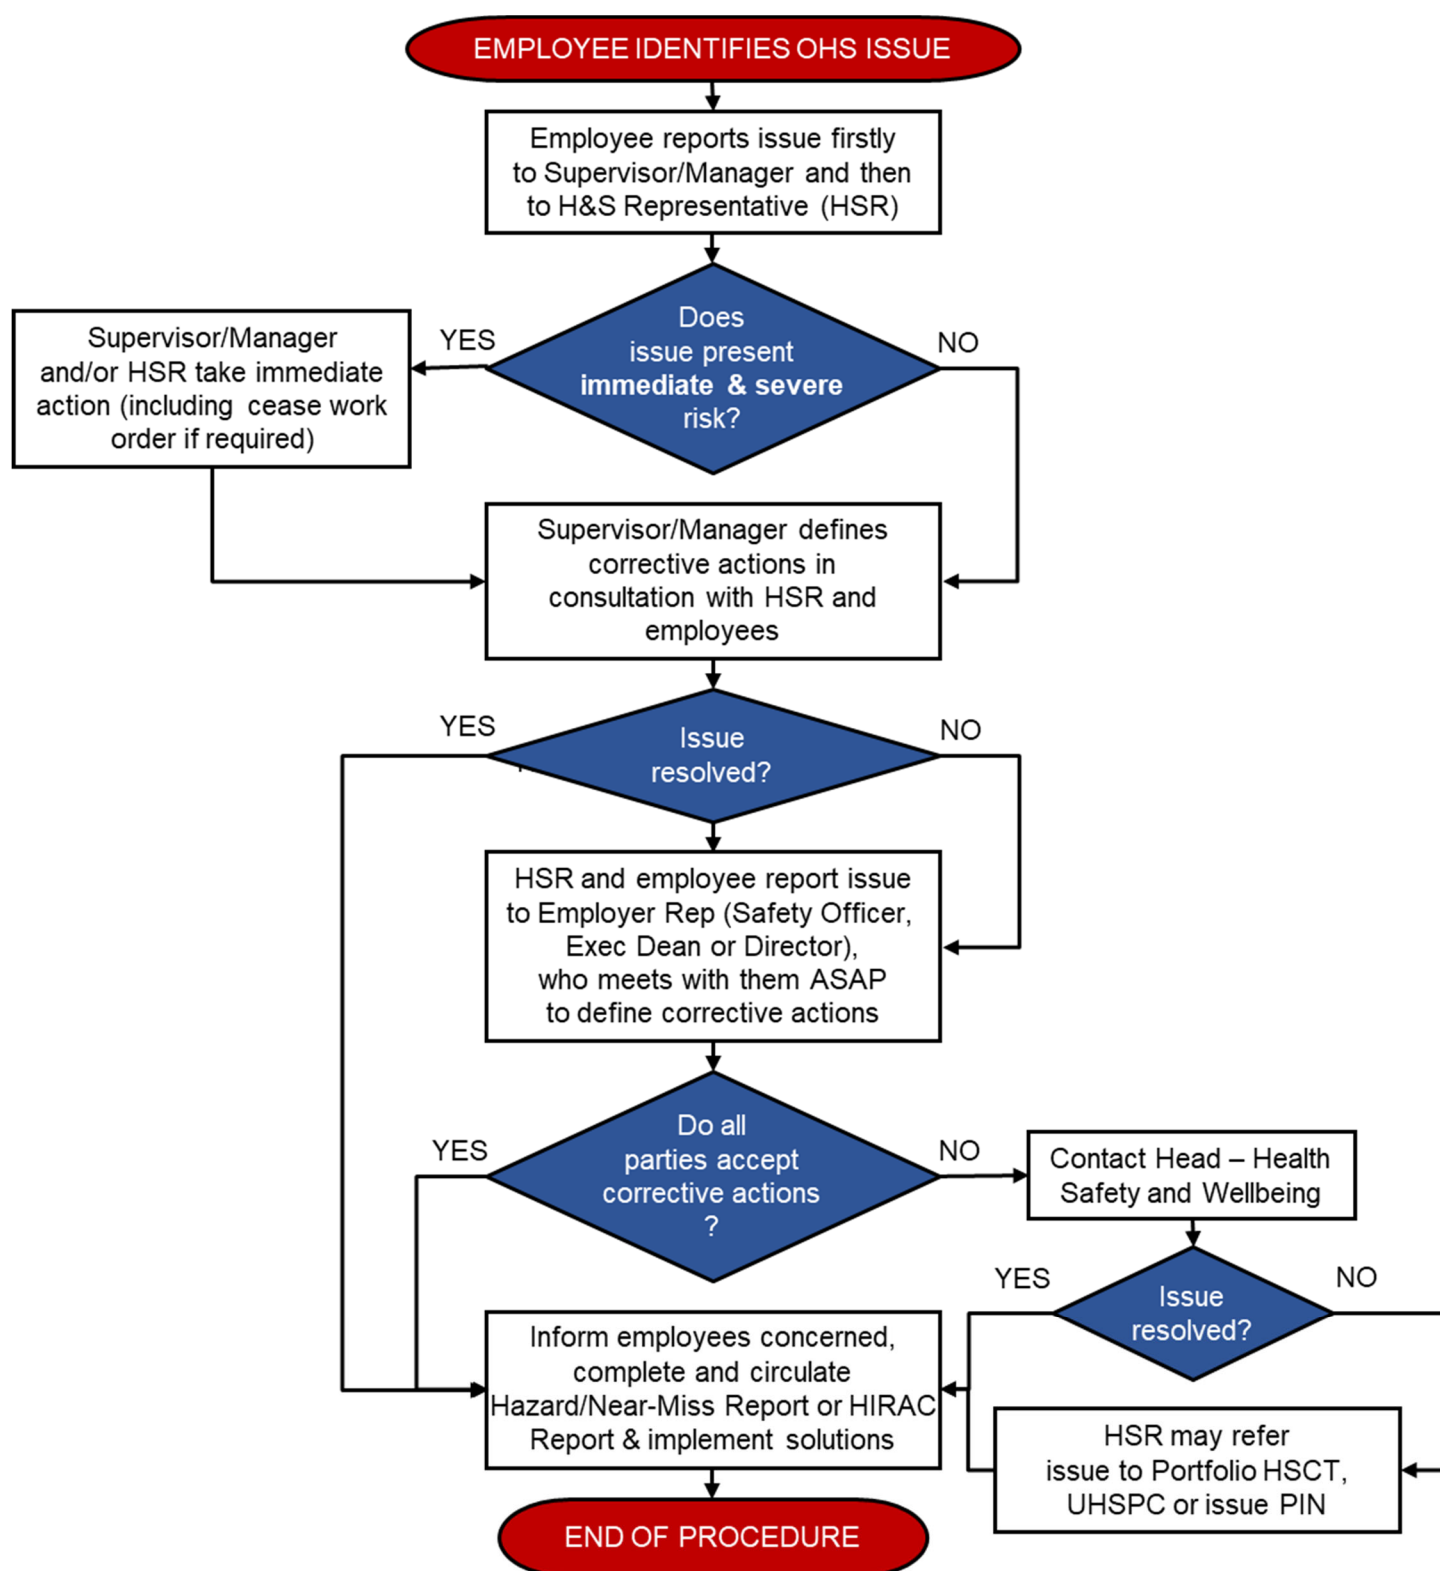 EMPLOYEE IDENTIFIES OHS ISSUE
Employee reports issue firstly
to Supervisor/Manager and then
to H&S Representative (HSR)
Does
issue present
immediate & severe
risk?
YES
NO
Supervisor/Manager
and/or HSR take immediate
action (including cease work
order if required)
Supervisor/Manager defines
corrective actions in
consultation with HSR and
employees
YES
NO
Issue
resolved?
HSR and employee report issue
to Employer Rep (Safety Officer,
Exec Dean or Director),
who meets with them ASAP
to define corrective actions
Do all
parties accept
corrective actions
?
YES
NO
Contact Head – Health
Safety and Wellbeing
YES
NO
Issue
resolved?
Inform employees concerned,
complete and circulate
Hazard/Near-Miss Report or HIRAC
Report & implement solutions
HSR may refer
issue to Portfolio HSCT,
UHSPC or issue PIN
END OF PROCEDURE